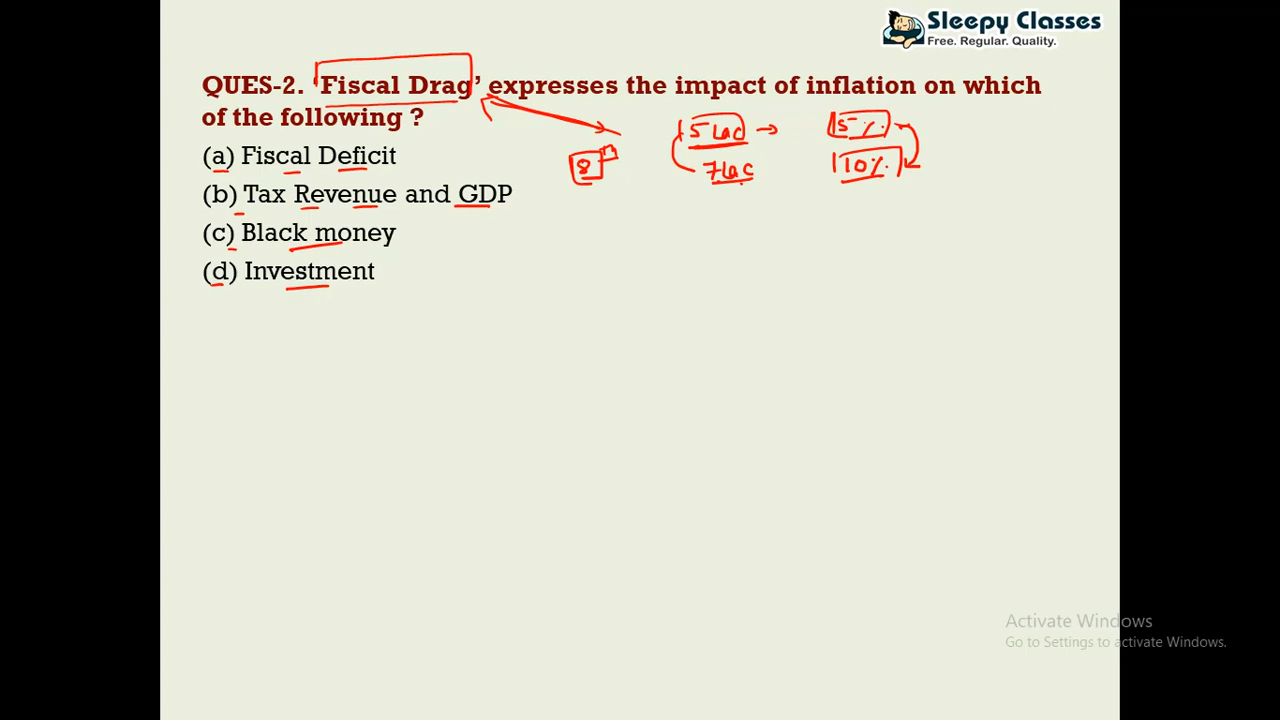 Sleepy Classes
Free. Regular. Quality.
QUES-2. 'Fiscal Drag' expresses the impact of inflation on which
of the following ?
5 Lac → 5%
8 7 Lac 10%
(a) Fiscal Deficit
(b) Tax Revenue and GDP
(c) Black money
(d) Investment
Activate Windows
Go to Settings to activate Windows.